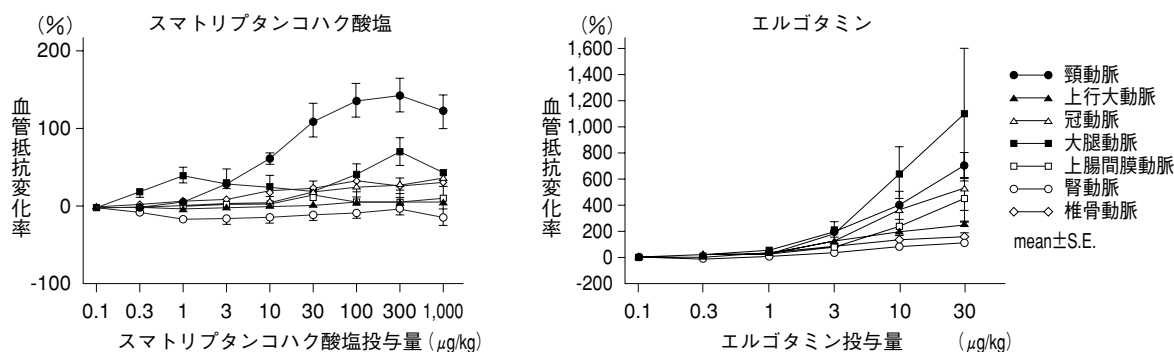 スマトリプタンコハク酸塩
(%)
200
100
0
-100
血管抵抗変化率
0.1 0.3 1 3 10 30 100 300 1,000
スマトリプタンコハク酸塩投与量 (μg/kg)
エルゴタミン
(%)
1,600
1,400
1,200
1,000
800
600
400
200
0
-200
血管抵抗変化率
0.1 0.3 1 3 10 30
エルゴタミン投与量 (μg/kg)
頸動脈
上行大動脈
冠動脈
大腿動脈
上腸間膜動脈
腎動脈
椎骨動脈
mean±S.E.